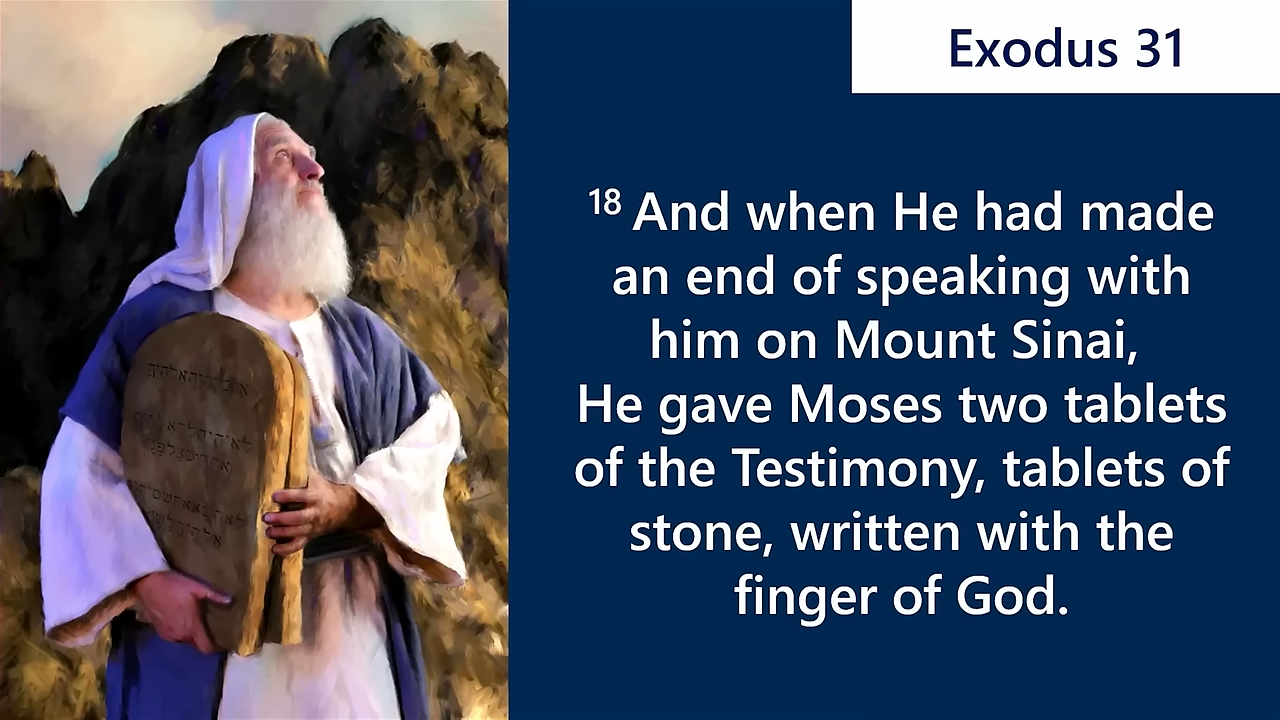 Exodus 31
18 And when He had made
an end of speaking with
him on Mount Sinai,
He gave Moses two tablets
of the Testimony, tablets of
stone, written with the
finger of God.